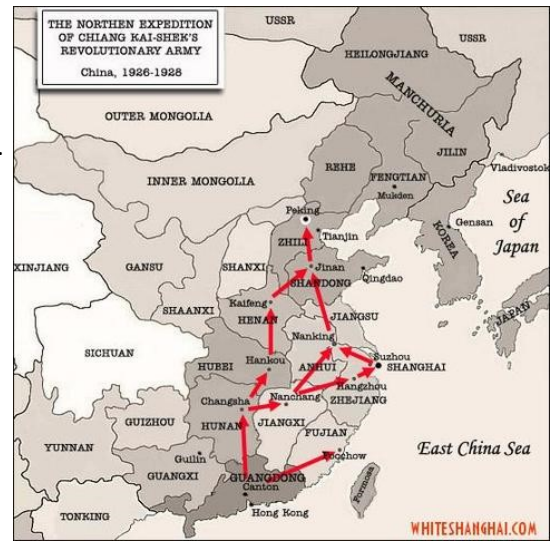 THE NORTHEN EXPEDITION
OF CHIANG KAI-SHEK'S
REVOLUTIONARY ARMY
China, 1926-1928
USSR
USSR
HEILONGJIANG
MANCHURIA
OUTER MONGOLIA
JILIN
REHE
FENGTIAN
Mukden
Vladivostok
INNER MONGOLIA
Sea
of
Japan
Peking
Tianjin
Gensan
KOREA
ZHILI
XINJIANG
GANSU
SHANXI
Jinan
SHANDONG
Qingdao
JAPAN
SHAANXI
Kaifeng
HENAN
JIANGSU
Nanking
SICHUAN
HUBEI
Hankou
ANHUI
Suzhou
SHANGHAI
Hangzhou
ZHEJIANG
Changsha
Nanchang
HUNAN
JIANGXI
GUIZHOU
FUJIAN
YUNNAN
Guilin
Foochow
East China Sea
GUANGXI
GUANGDONG
Canton
Formosa
TONKING
Hong Kong
WHITESHANGHAI.COM